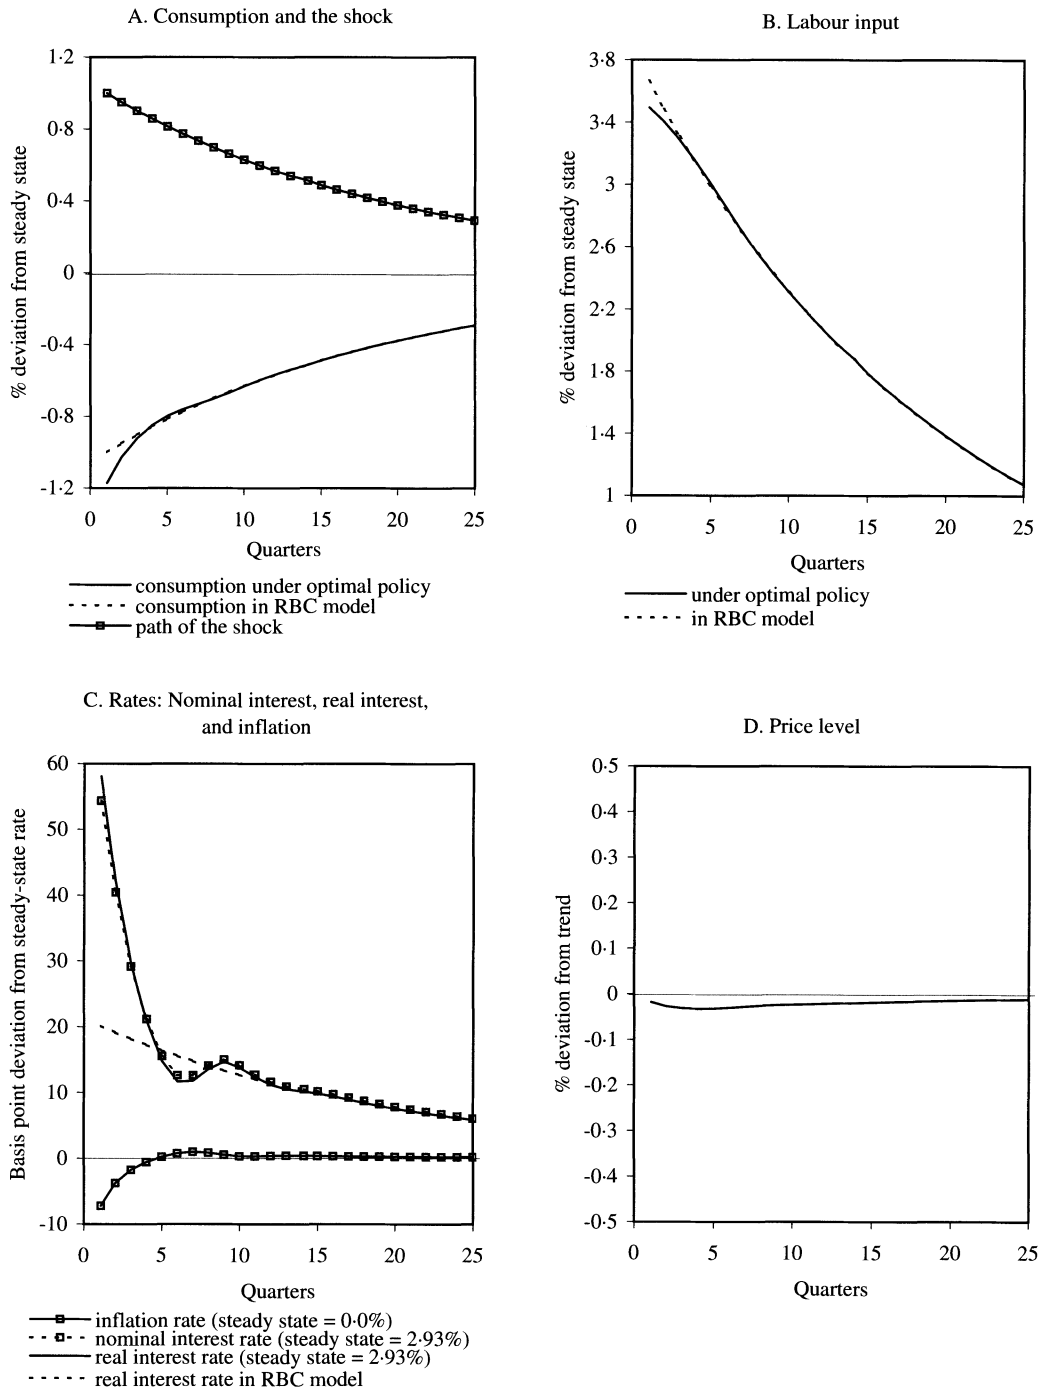 A. Consumption and the shock
% deviation from steady state
1·2
0·8
0·4
0
-0·4
-0·8
-1·2
0 5 10 15 20 25
Quarters
consumption under optimal policy
consumption in RBC model
path of the shock
B. Labour input
% deviation from steady state
3·8
3·4
3
2·6
2·2
1·8
1·4
1
0 5 10 15 20 25
Quarters
under optimal policy
in RBC model
C. Rates: Nominal interest, real interest,
and inflation
Basis point deviation from steady-state rate
60
50
40
30
20
10
0
-10
0 5 10 15 20 25
Quarters
inflation rate (steady state = 0·0%)
nominal interest rate (steady state = 2·93%)
real interest rate (steady state = 2·93%)
real interest rate in RBC model
D. Price level
% deviation from trend
0·5
0·4
0·3
0·2
0·1
0
-0·1
-0·2
-0·3
-0·4
-0·5
0 5 10 15 20 25
Quarters